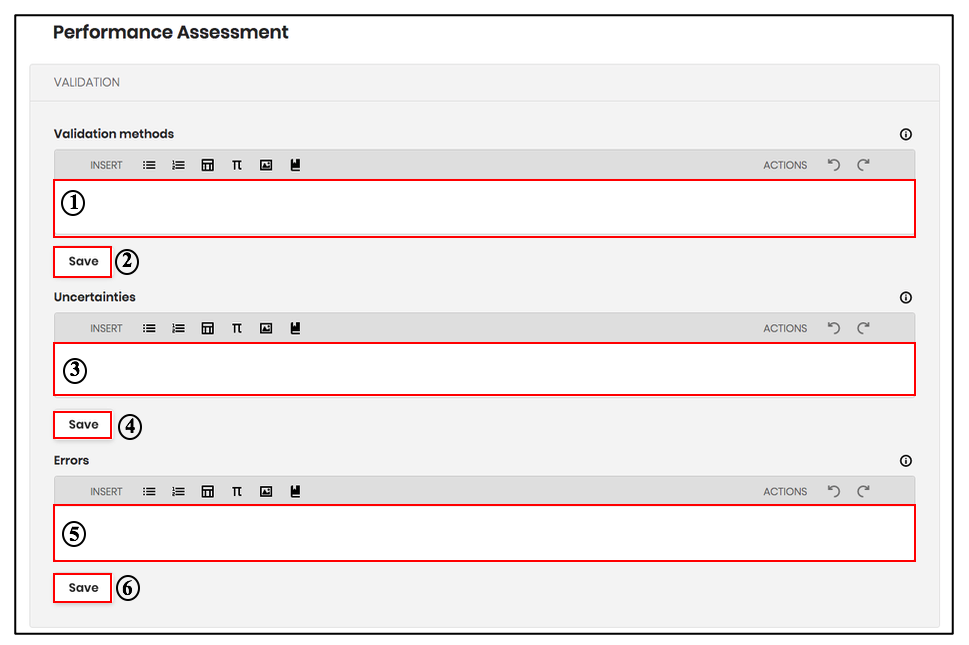 Performance Assessment
VALIDATION
Validation methods
INSERT π ACTIONS
①
Save ②
Uncertainties
INSERT π ACTIONS
③
Save ④
Errors
INSERT π ACTIONS
⑤
Save ⑥